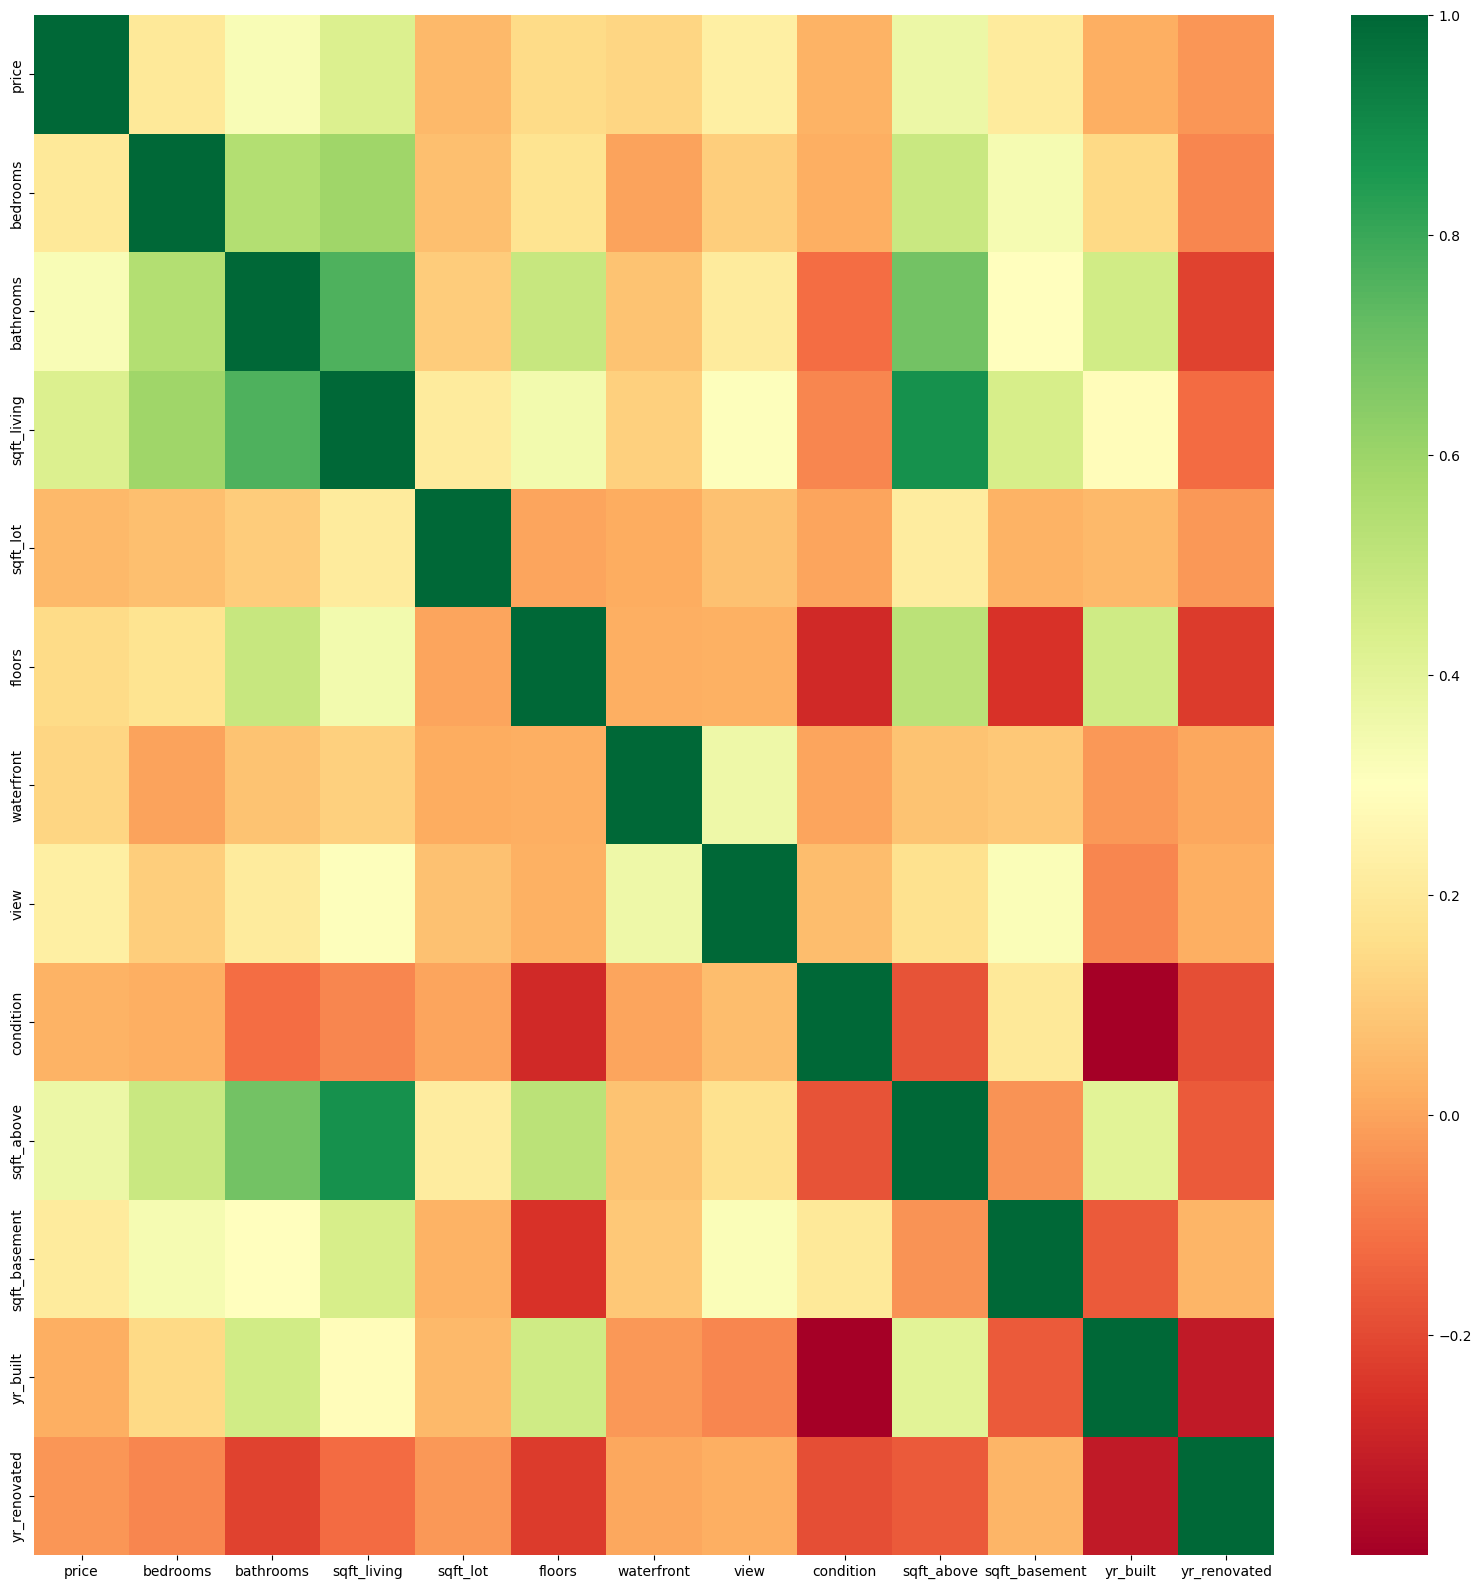 price
bedrooms
bathrooms
sqft_living
sqft_lot
floors
waterfront
view
condition
sqft_above
sqft_basement
yr_built
yr_renovated
price bedrooms bathrooms sqft_living sqft_lot floors waterfront view condition sqft_above sqft_basement yr_built yr_renovated
1.0
0.8
0.6
0.4
0.2
0.0
−0.2